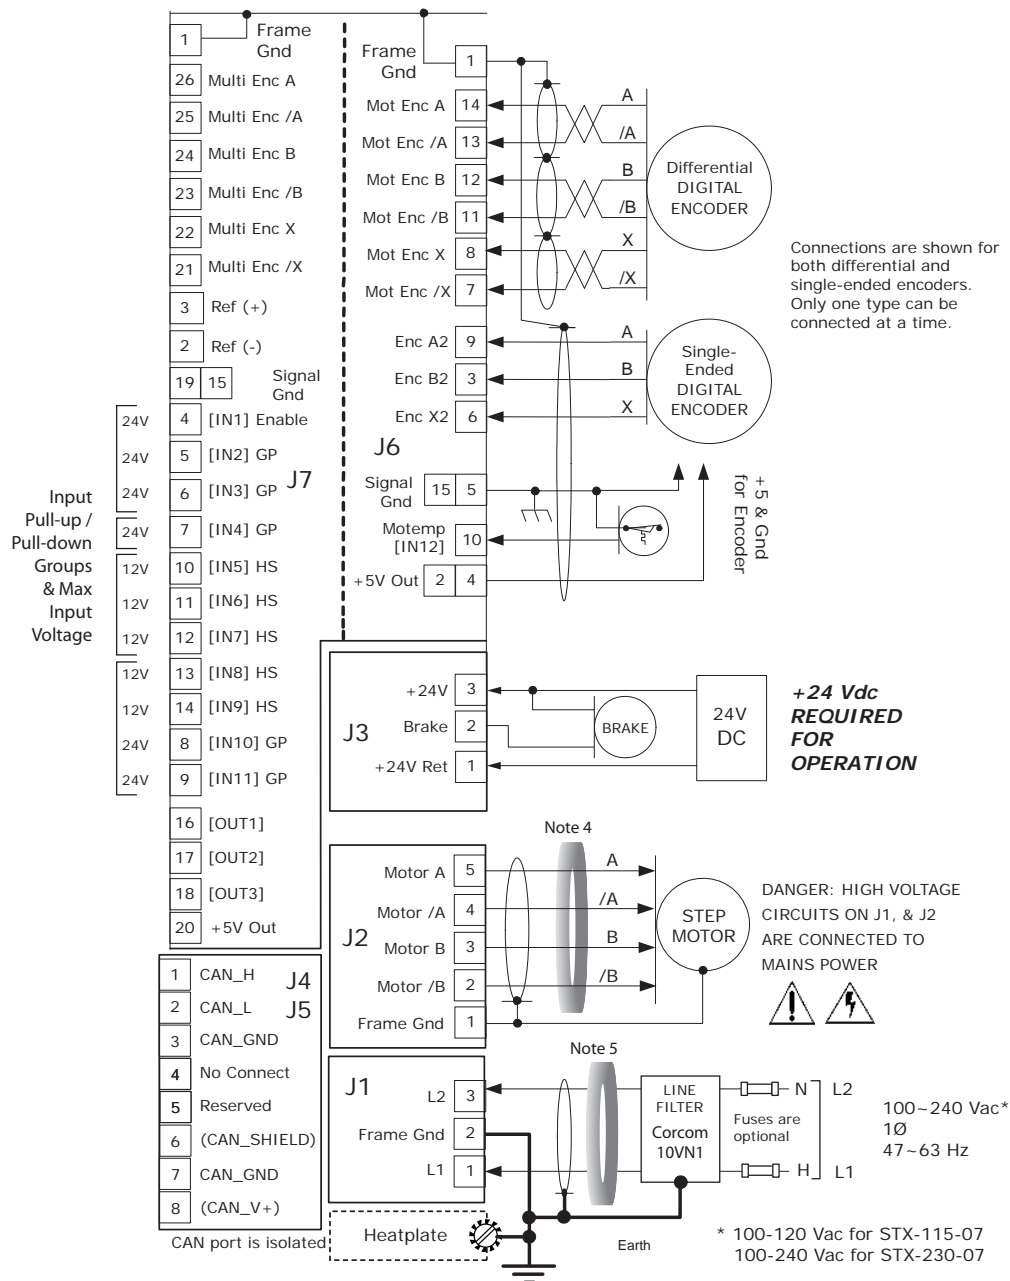 1 Frame
Gnd
26 Multi Enc A
25 Multi Enc /A
24 Multi Enc B
23 Multi Enc /B
22 Multi Enc X
21 Multi Enc /X
3 Ref (+)
2 Ref (-)
19 15 Signal
Gnd
24V 4 [IN1] Enable
24V 5 [IN2] GP
24V 6 [IN3] GP
24V 7 [IN4] GP
12V 10 [IN5] HS
12V 11 [IN6] HS
12V 12 [IN7] HS
12V 13 [IN8] HS
12V 14 [IN9] HS
24V 8 [IN10] GP
24V 9 [IN11] GP
16 [OUT1]
17 [OUT2]
18 [OUT3]
20 +5V Out
J7
Input
Pull-up /
Pull-down
Groups
& Max
Input
Voltage
Frame
Gnd 1
Mot Enc A 14 A
Mot Enc /A 13 /A
Mot Enc B 12 B
Mot Enc /B 11 /B
Mot Enc X 8 X
Mot Enc /X 7 /X
Differential
DIGITAL
ENCODER
Connections are shown for
both differential and
single-ended encoders.
Only one type can be
connected at a time.
Enc A2 9 A
Enc B2 3 B
Enc X2 6 X
Single-
Ended
DIGITAL
ENCODER
J6
Signal
Gnd 15 5
Motemp
[IN12] 10
+5V Out 2 4
+5 & Gnd
for Encoder
J3
+24V 3
Brake 2
+24V Ret 1
BRAKE
24V
DC
+24 Vdc
REQUIRED
FOR
OPERATION
Note 4
J2
Motor A 5 A
Motor /A 4 /A
Motor B 3 B
Motor /B 2 /B
Frame Gnd 1
STEP
MOTOR
DANGER: HIGH VOLTAGE
CIRCUITS ON J1, & J2
ARE CONNECTED TO
MAINS POWER
J4
J5
1 CAN_H
2 CAN_L
3 CAN_GND
4 No Connect
5 Reserved
6 (CAN_SHIELD)
7 CAN_GND
8 (CAN_V+)
CAN port is isolated
Note 5
J1
L2 3
Frame Gnd 2
L1 1
LINE
FILTER
Corcom
10VN1
N L2
Fuses are
optional
H L1
100~240 Vac*
1Ø
47~63 Hz
Heatplate
Earth
* 100-120 Vac for STX-115-07
100-240 Vac for STX-230-07